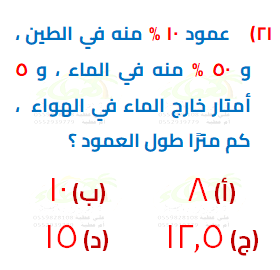 ٢١) عمود ١٠ % منه في الطين ،
و ٥٠ % منه في الماء ، و ٥
أمتار خارج الماء في الهواء ،
كم مترًا طول العمود ؟
(أ) ٨ (ب) ١٠
(ج) ١٢,٥ (د) ١٥